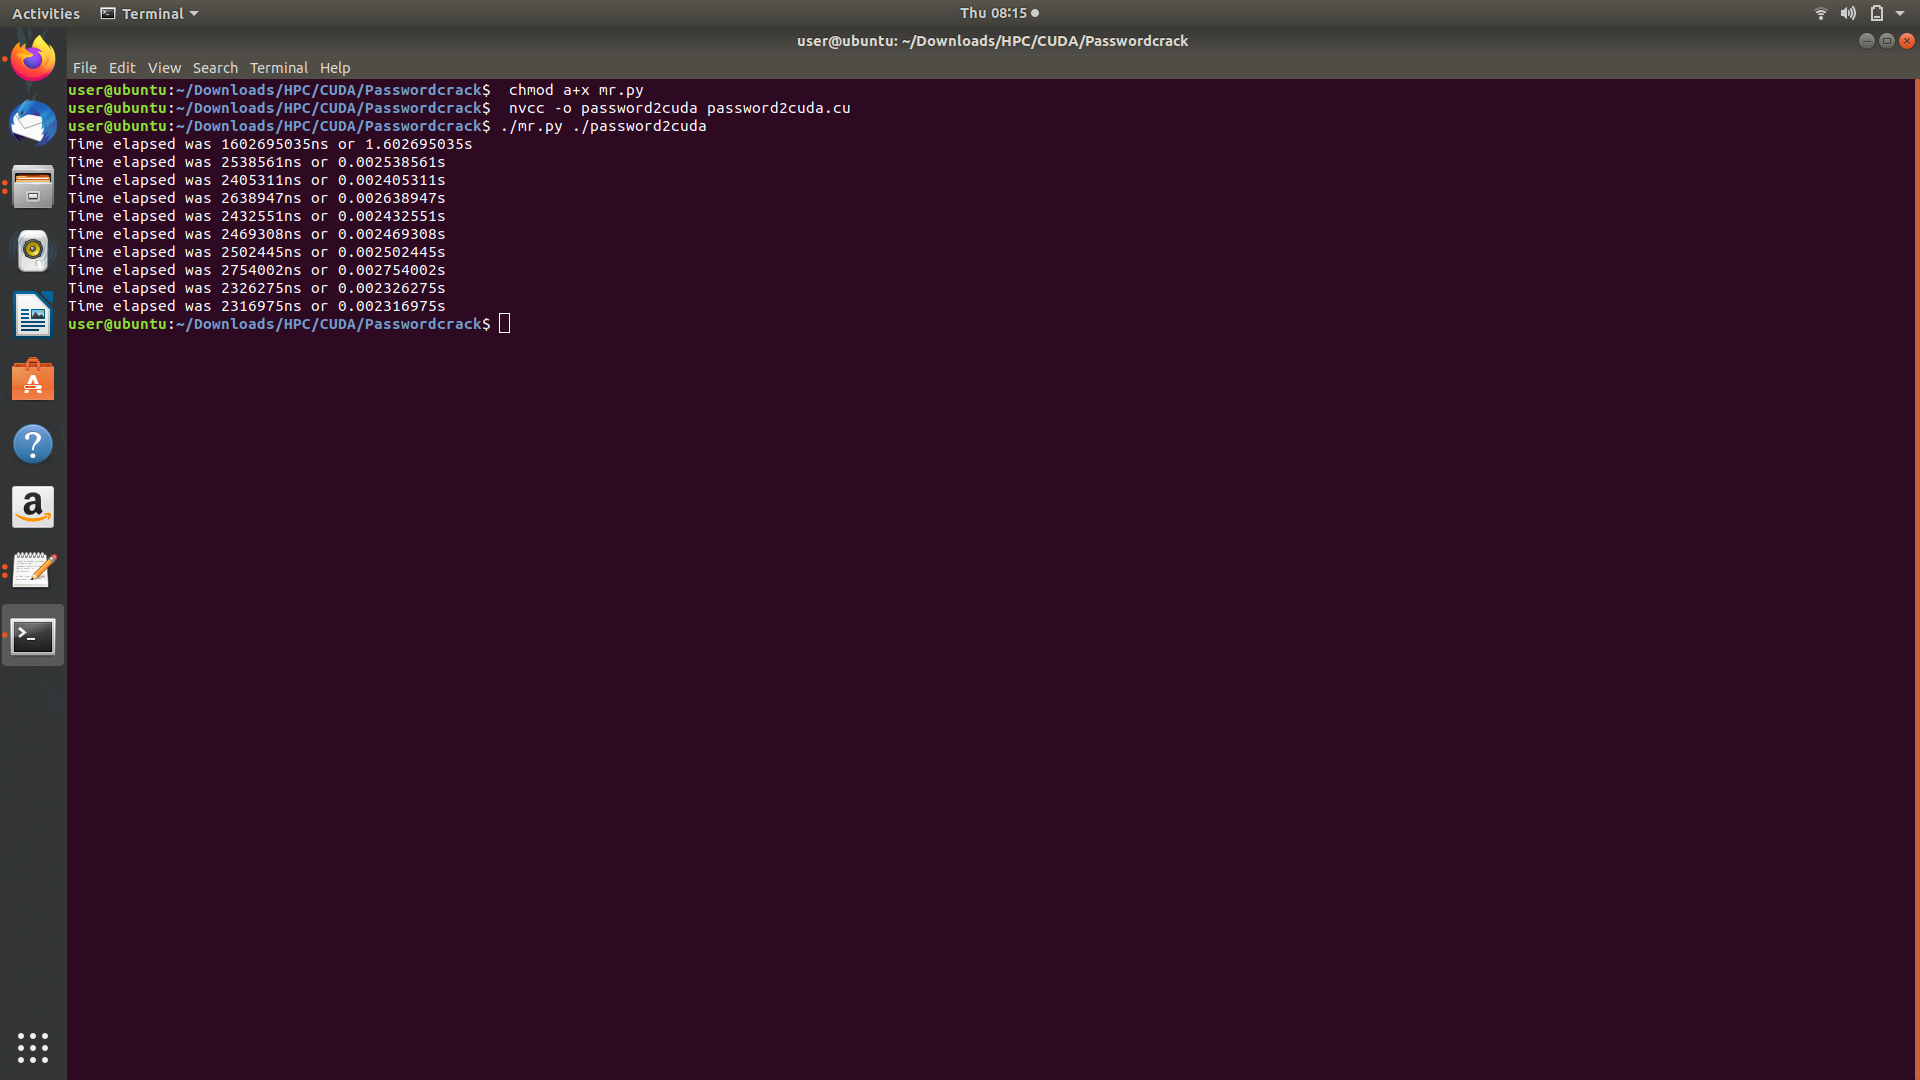 Activities Terminal Thu 08:15
user@ubuntu: ~/Downloads/HPC/CUDA/Passwordcrack
File Edit View Search Terminal Help
user@ubuntu:~/Downloads/HPC/CUDA/Passwordcrack$  chmod a+x mr.py
user@ubuntu:~/Downloads/HPC/CUDA/Passwordcrack$  nvcc -o password2cuda password2cuda.cu
user@ubuntu:~/Downloads/HPC/CUDA/Passwordcrack$ ./mr.py ./password2cuda
Time elapsed was 1602695035ns or 1.602695035s
Time elapsed was 2538561ns or 0.002538561s
Time elapsed was 2405311ns or 0.002405311s
Time elapsed was 2638947ns or 0.002638947s
Time elapsed was 2432551ns or 0.002432551s
Time elapsed was 2469308ns or 0.002469308s
Time elapsed was 2502445ns or 0.002502445s
Time elapsed was 2754002ns or 0.002754002s
Time elapsed was 2326275ns or 0.002326275s
Time elapsed was 2316975ns or 0.002316975s
user@ubuntu:~/Downloads/HPC/CUDA/Passwordcrack$